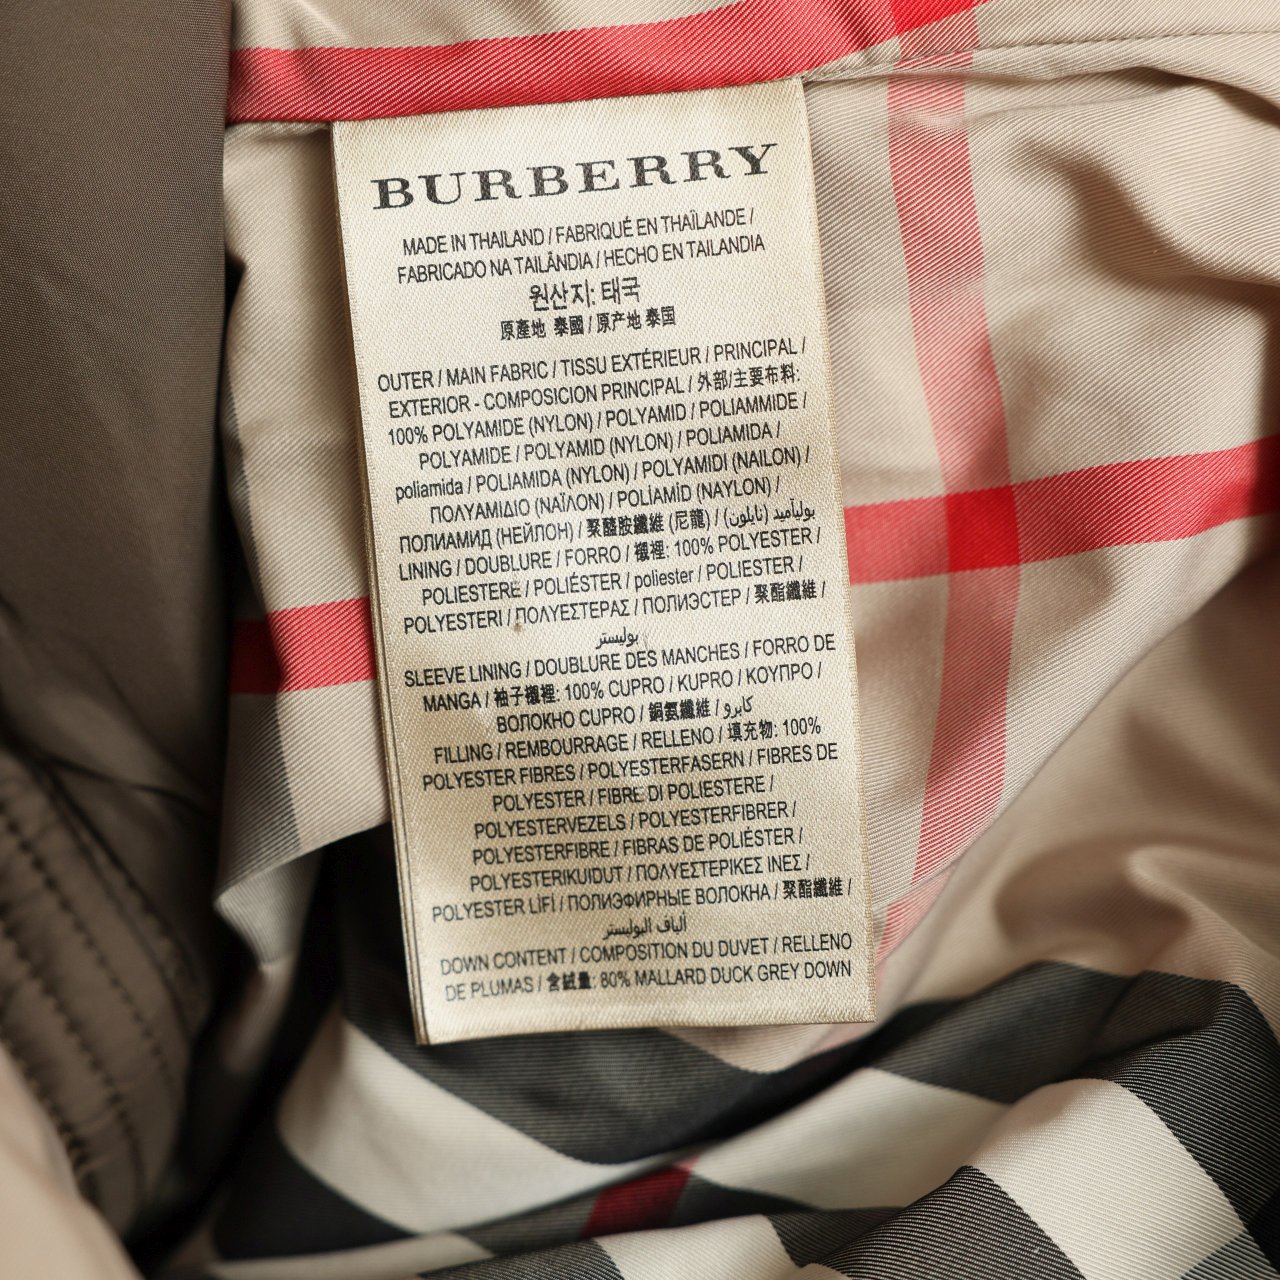 BURBERRY
MADE IN THAILAND / FABRIQUÉ EN THAÏLANDE /
FABRICADO NA TAILÂNDIA / HECHO EN TAILANDIA
원산지: 태국
原產地 泰國 / 原产地 泰国
OUTER / MAIN FABRIC / TISSU EXTÉRIEUR / PRINCIPAL /
EXTERIOR - COMPOSICION PRINCIPAL / 外部/主要布料:
100% POLYAMIDE (NYLON) / POLYAMID / POLIAMMIDE /
POLYAMIDE / POLYAMID (NYLON) / POLIAMIDA /
poliamida / POLIAMIDA (NYLON) / POLYAMIDI (NAILON) /
ΠΟΛΥΑΜΙΔΙΟ (ΝΑΪΛΟΝ) / POLİAMİD (NAYLON) /
ПОЛИАМИД (НЕЙЛОН) / 聚醯胺纖維 (尼龍) / بوليآميد (نايلون)
LINING / DOUBLURE / FORRO / 襯裡: 100% POLYESTER /
POLIESTERE / POLIÉSTER / poliester / POLIESTER /
POLYESTERI / ΠΟΛΥΕΣΤΕΡΑΣ / ПОЛИЭСТЕР / 聚酯纖維 /
بوليستر
SLEEVE LINING / DOUBLURE DES MANCHES / FORRO DE
MANGA / 袖子襯裡: 100% CUPRO / KUPRO / ΚΟΥΠΡΟ /
ВОЛОКНО CUPRO / 銅氨纖維 / كابرو
FILLING / REMBOURRAGE / RELLENO / 填充物: 100%
POLYESTER FIBRES / POLYESTERFASERN / FIBRES DE
POLYESTER / FIBRE DI POLIESTERE /
POLYESTERVEZELS / POLYESTERFIBRER /
POLYESTERFIBRE / FIBRAS DE POLIÉSTER /
POLYESTERIKUIDUT / ΠΟΛΥΕΣΤΕΡΙΚΕΣ ΙΝΕΣ /
POLYESTER LİFİ / ПОЛИЭФИРНЫЕ ВОЛОКНА / 聚酯纖維 /
ألياف البوليستر
DOWN CONTENT / COMPOSITION DU DUVET / RELLENO
DE PLUMAS / 含絨量: 80% MALLARD DUCK GREY DOWN